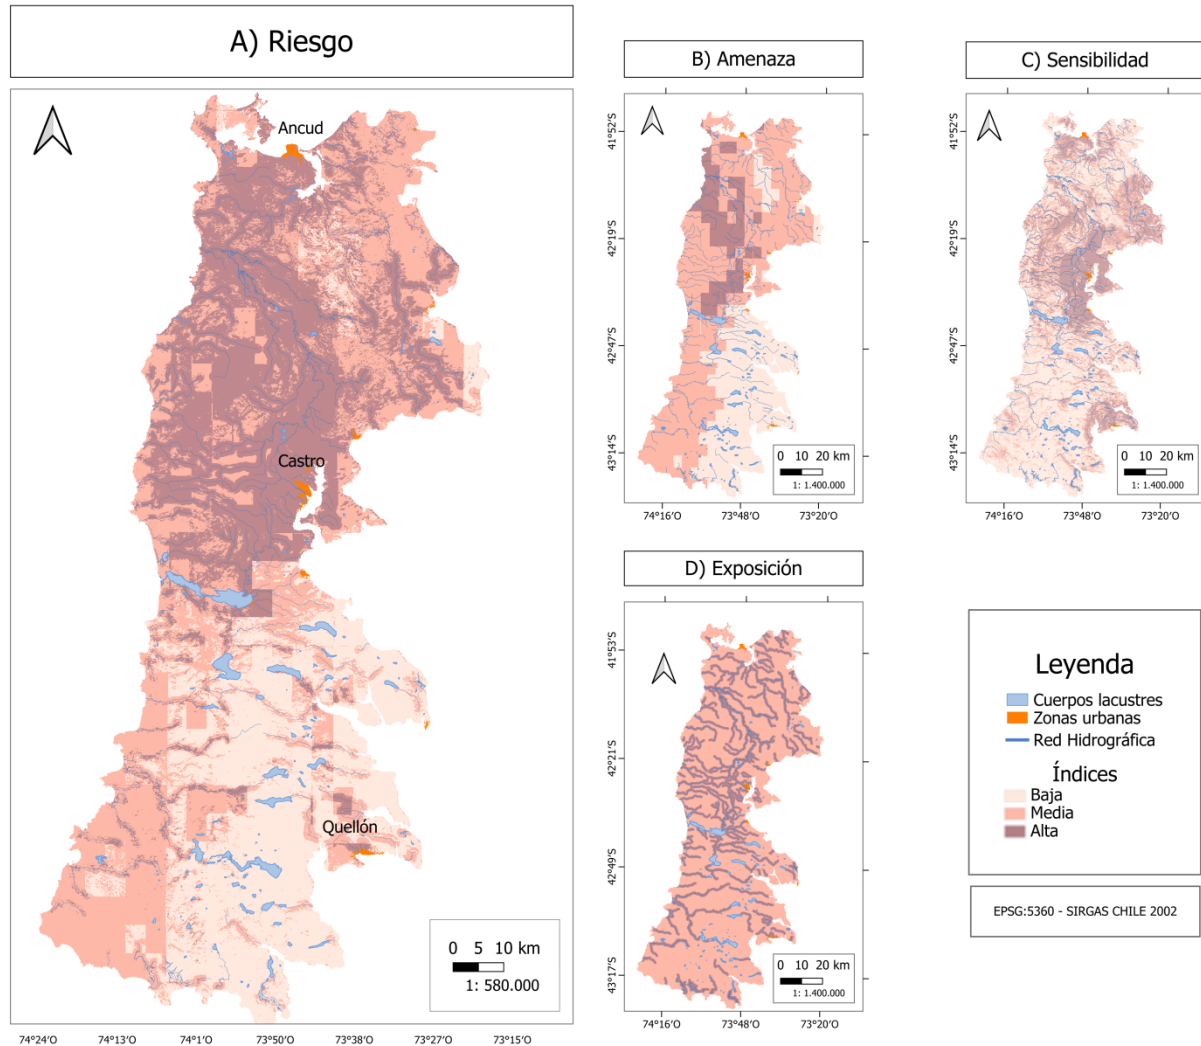 A) Riesgo
Ancud
Castro
Quellón
0 5 10 km
1: 580.000
74°24'O 74°13'O 74°1'O 73°50'O 73°38'O 73°27'O 73°15'O
B) Amenaza
41°52'S
42°19'S
42°47'S
43°14'S
0 10 20 km
1: 1.400.000
74°16'O 73°48'O 73°20'O
C) Sensibilidad
41°52'S
42°19'S
42°47'S
43°14'S
0 10 20 km
1: 1.400.000
74°16'O 73°48'O 73°20'O
D) Exposición
41°53'S
42°21'S
42°49'S
43°17'S
0 10 20 km
1: 1.400.000
74°16'O 73°48'O 73°20'O
Leyenda
Cuerpos lacustres
Zonas urbanas
Red Hidrográfica
Índices
Baja
Media
Alta
EPSG:5360 - SIRGAS CHILE 2002